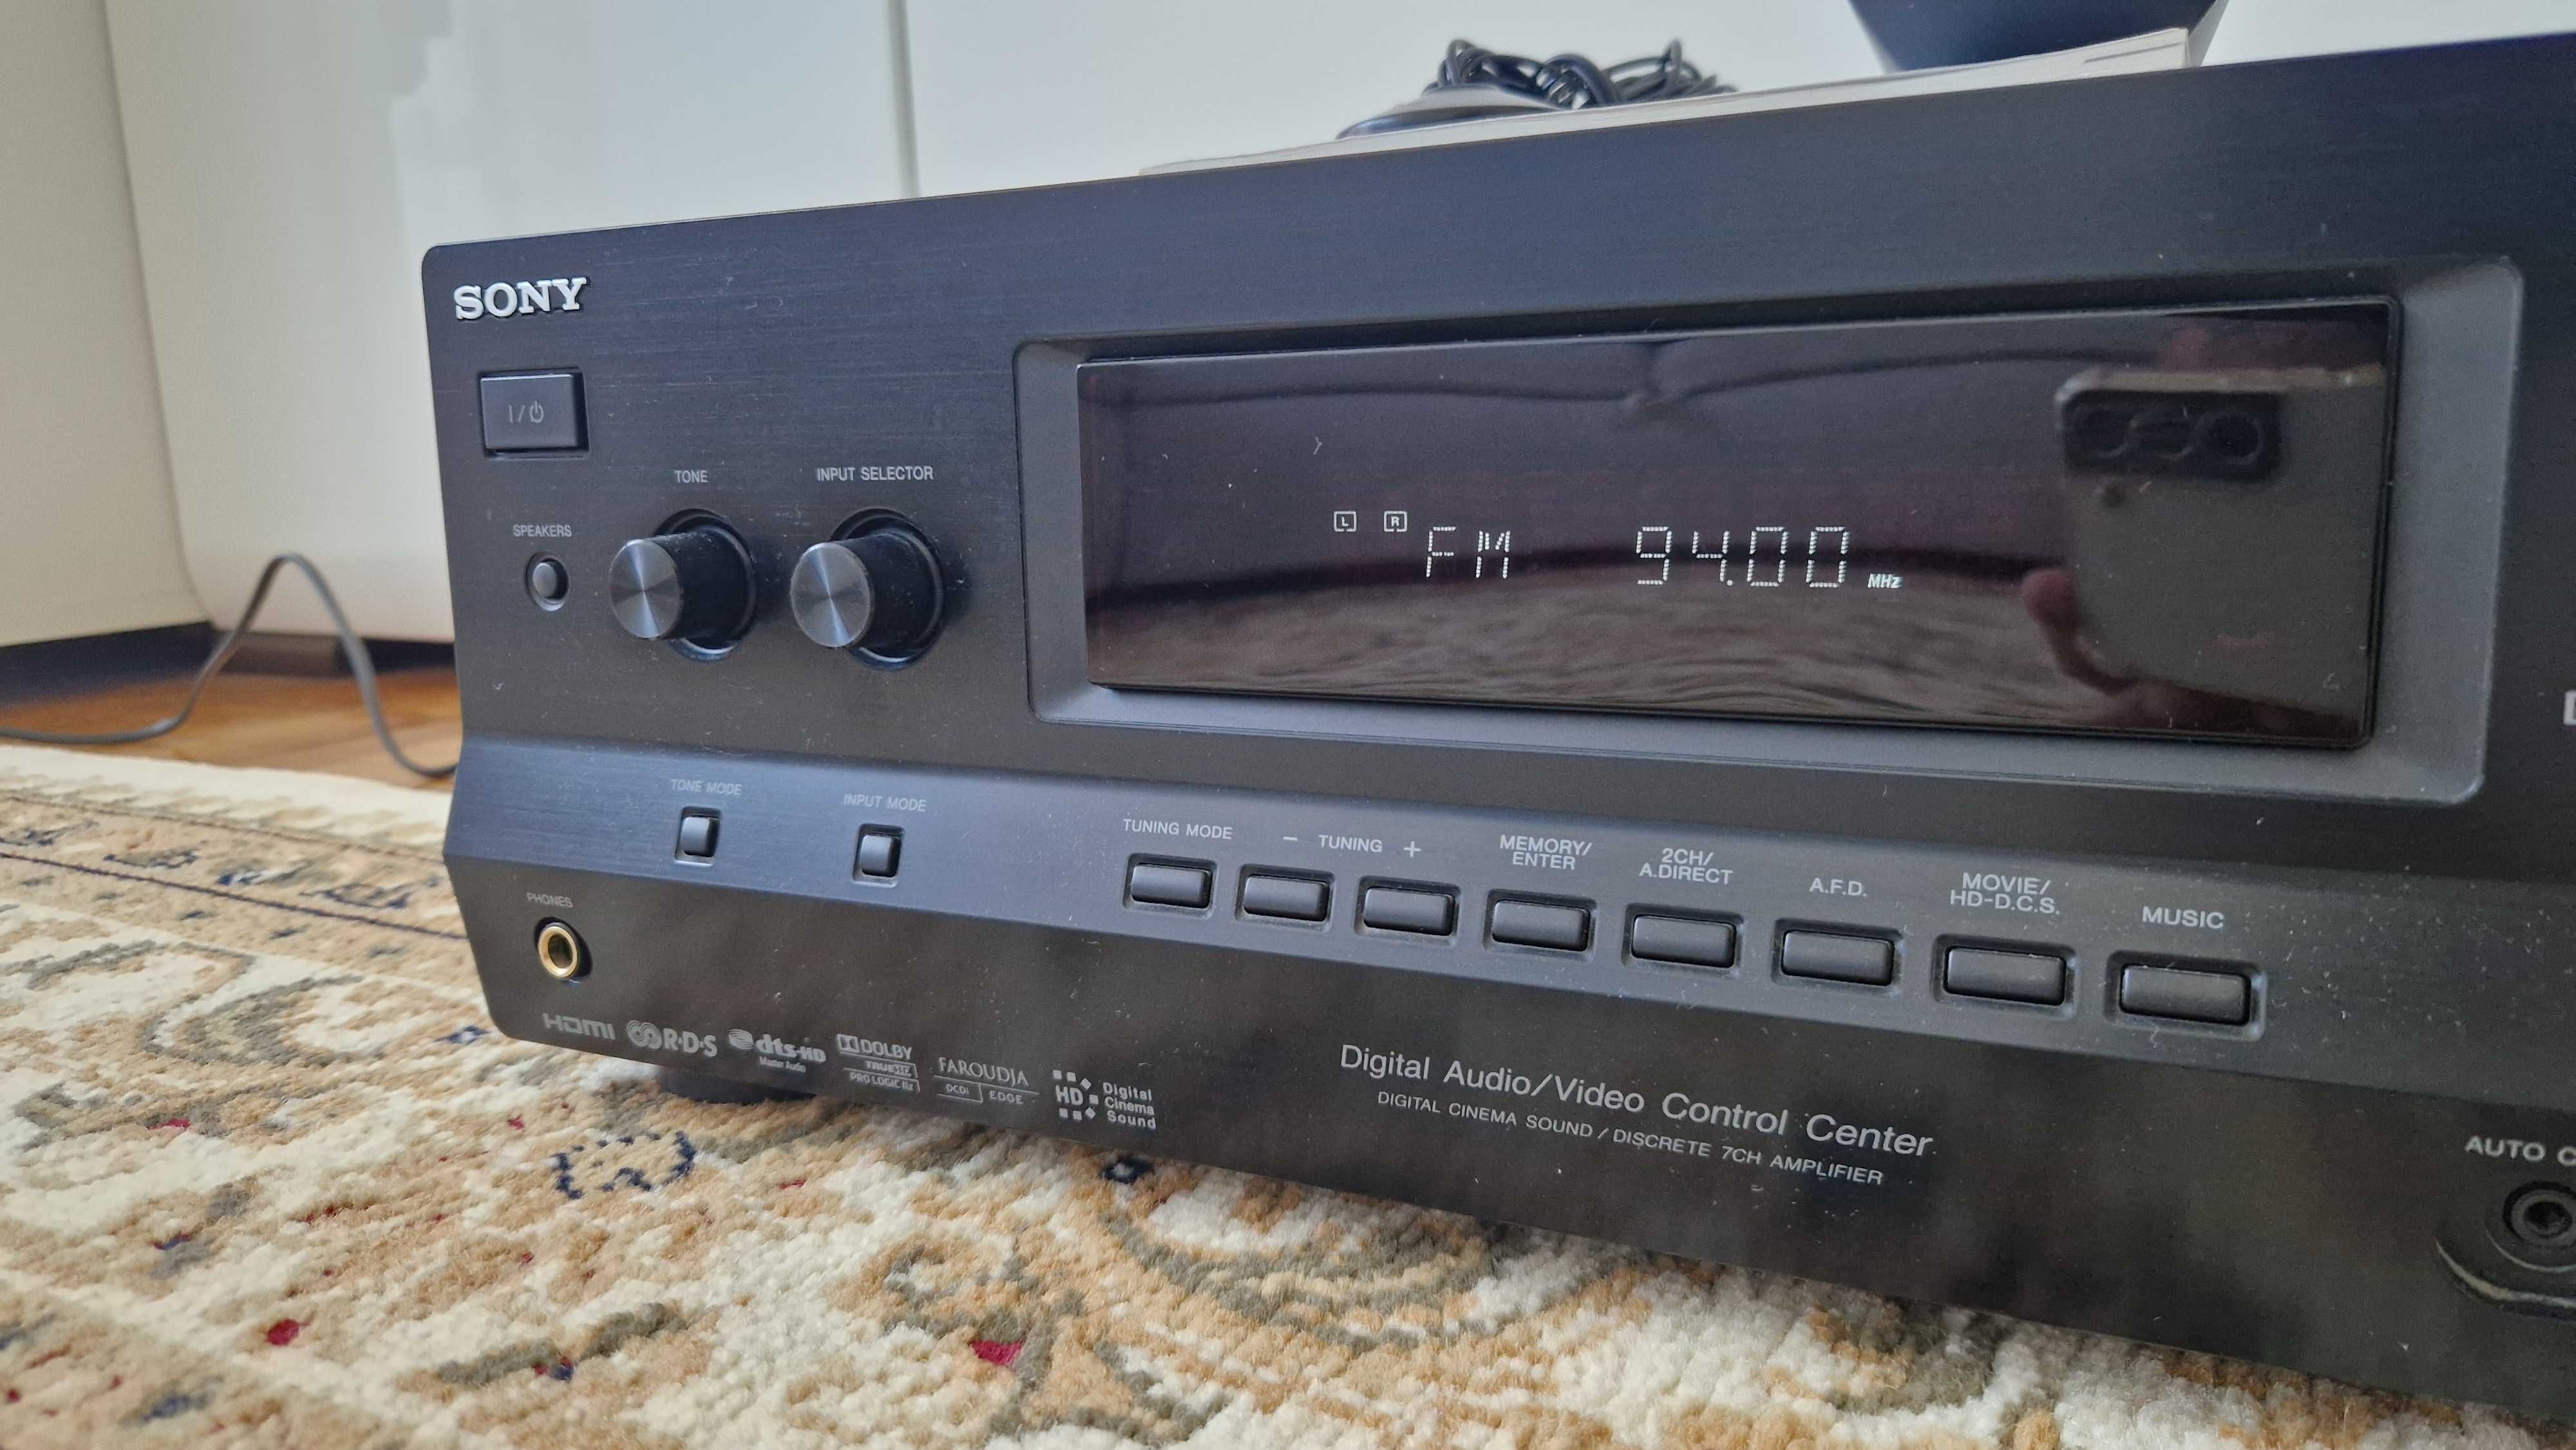 SONY
I/⏻
TONE
INPUT SELECTOR
SPEAKERS
L R
FM 94.00 MHz
TONE MODE
INPUT MODE
TUNING MODE
− TUNING +
MEMORY/
ENTER
2CH/
A.DIRECT
A.F.D.
MOVIE/
HD-D.C.S.
MUSIC
PHONES
HDMI
R·D·S
dts-HD
Master Audio
DOLBY
TRUEHD
PRO LOGIC IIz
FAROUDJA
DCDi EDGE
HD Digital
Cinema
Sound
Digital Audio/Video Control Center
DIGITAL CINEMA SOUND / DISCRETE 7CH AMPLIFIER
AUTO C